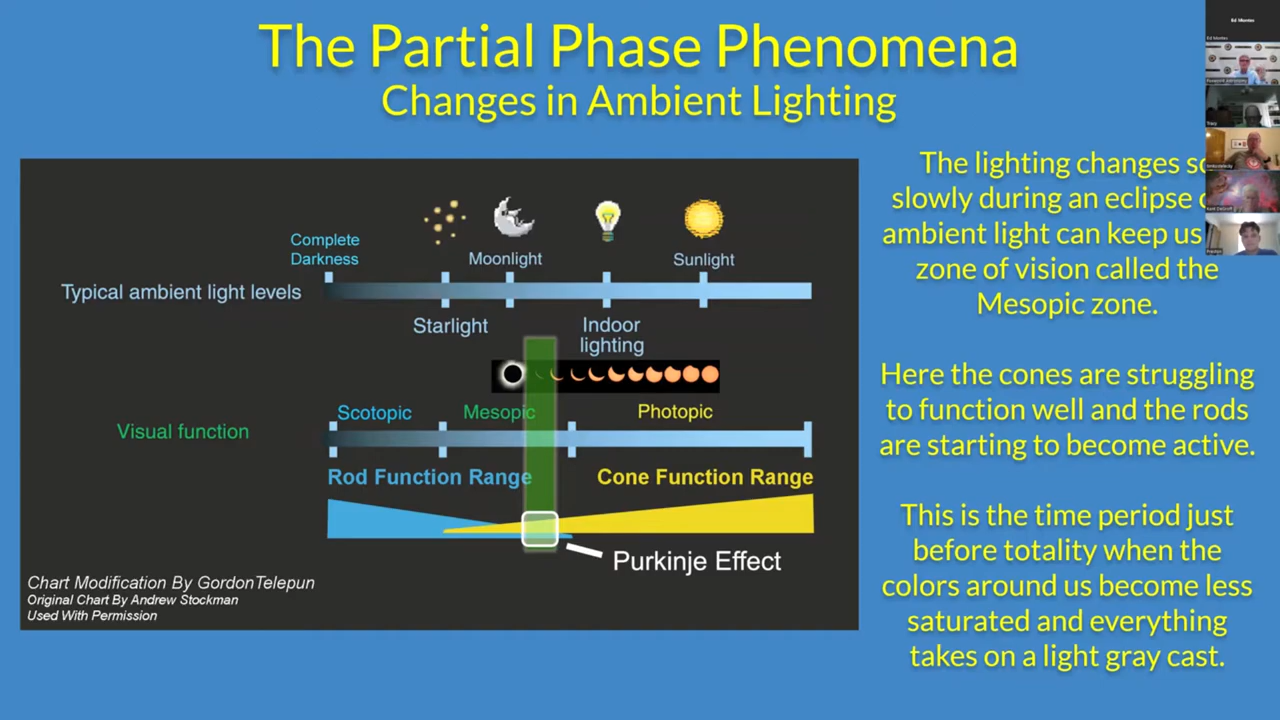 The Partial Phase Phenomena
Changes in Ambient Lighting
Complete
Darkness
Moonlight
Sunlight
Typical ambient light levels
Starlight
Indoor
lighting
Scotopic
Mesopic
Photopic
Visual function
Rod Function Range
Cone Function Range
Purkinje Effect
Chart Modification By GordonTelepun
Original Chart By Andrew Stockman
Used With Permission
The lighting changes
slowly during an eclipse
ambient light can keep us
zone of vision called the
Mesopic zone.
Here the cones are struggling
to function well and the rods
are starting to become active.
This is the time period just
before totality when the
colors around us become less
saturated and everything
takes on a light gray cast.
Ed Montes
Ed Montes
Tracy